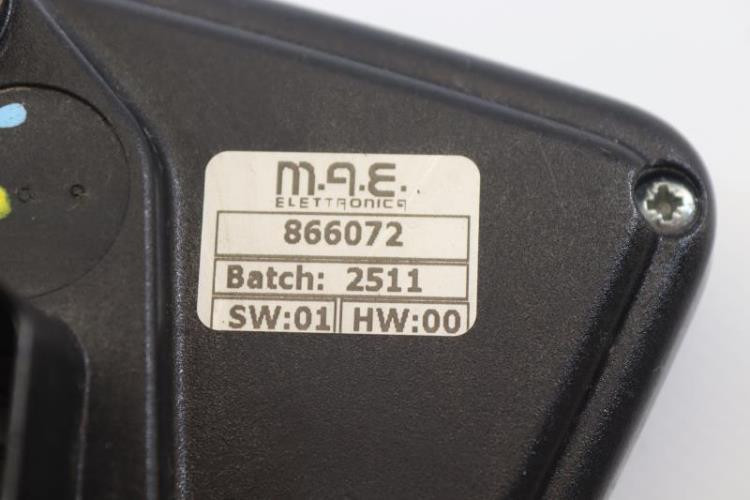 M.A.E.
ELETTRONICA
866072
Batch: 2511
SW:01 HW:00